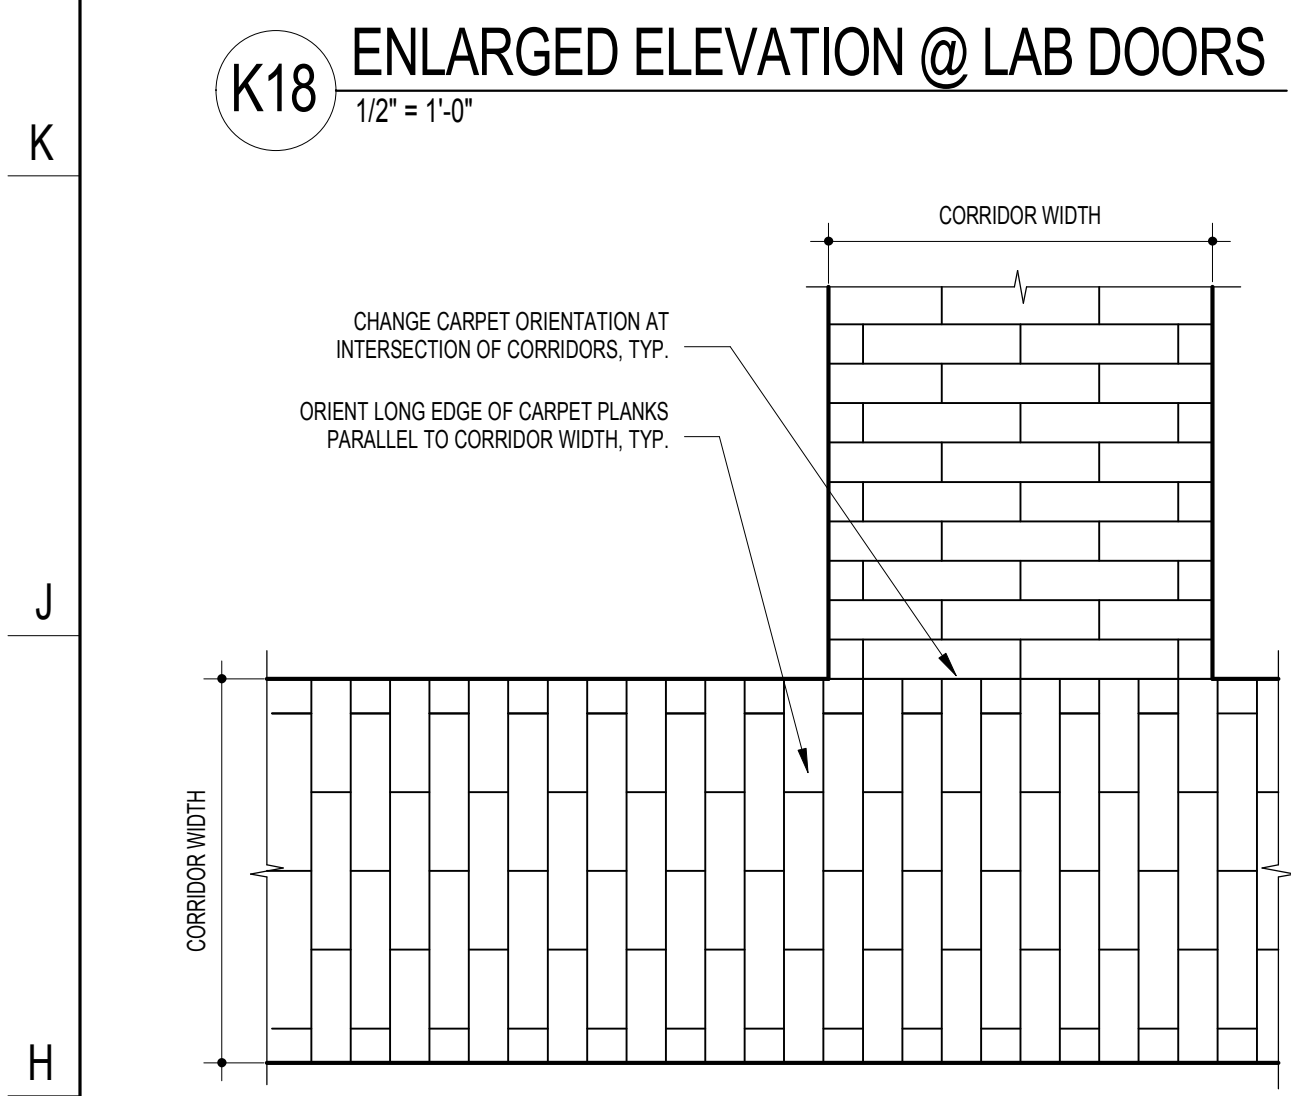 K18
ENLARGED ELEVATION @ LAB DOORS
1/2" = 1'-0"
K
CORRIDOR WIDTH
CHANGE CARPET ORIENTATION AT
INTERSECTION OF CORRIDORS, TYP.
ORIENT LONG EDGE OF CARPET PLANKS
PARALLEL TO CORRIDOR WIDTH, TYP.
J
CORRIDOR WIDTH
H